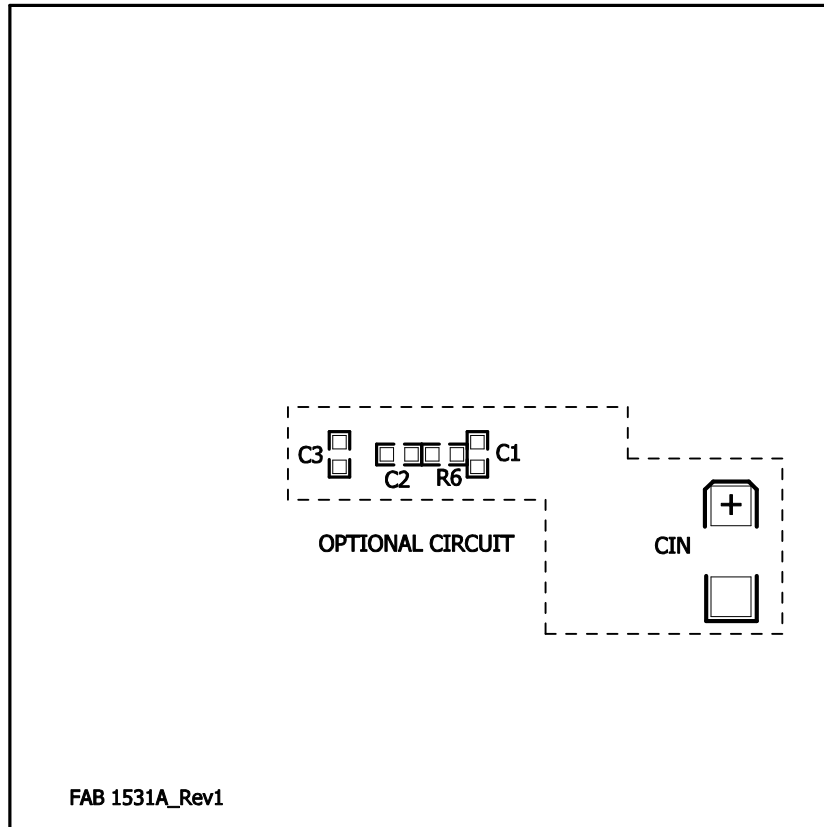 C3
C1
C2
R6
OPTIONAL CIRCUIT
CIN
+
FAB 1531A_Rev1